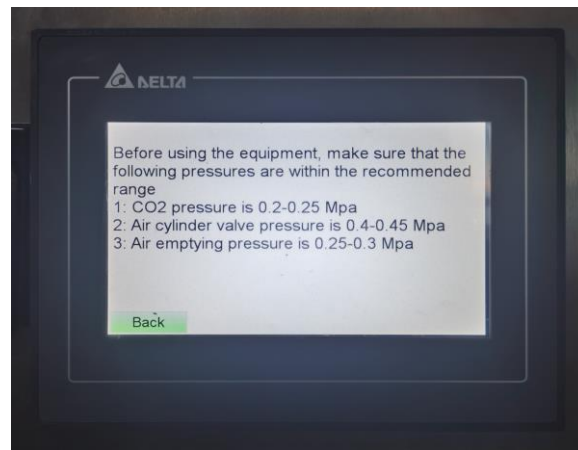 DELTA
Before using the equipment, make sure that the
following pressures are within the recommended
range
1: CO2 pressure is 0.2-0.25 Mpa
2: Air cylinder valve pressure is 0.4-0.45 Mpa
3: Air emptying pressure is 0.25-0.3 Mpa
Back